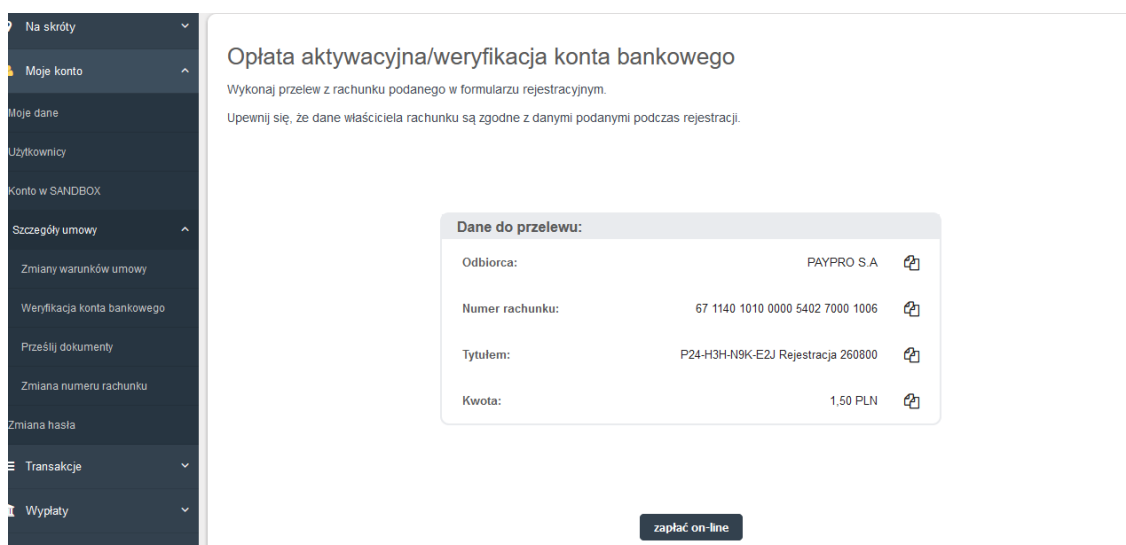 Na skróty
Moje konto
Moje dane
Użytkownicy
Konto w SANDBOX
Szczegóły umowy
Zmiany warunków umowy
Weryfikacja konta bankowego
Prześlij dokumenty
Zmiana numeru rachunku
Zmiana hasła
Transakcje
Wypłaty
Opłata aktywacyjna/weryfikacja konta bankowego
Wykonaj przelew z rachunku podanego w formularzu rejestracyjnym.
Upewnij się, że dane właściciela rachunku są zgodne z danymi podanymi podczas rejestracji.
Dane do przelewu:
Odbiorca: PAYPRO S.A
Numer rachunku: 67 1140 1010 0000 5402 7000 1006
Tytułem: P24-H3H-N9K-E2J Rejestracja 260800
Kwota: 1,50 PLN
zapłać on-line